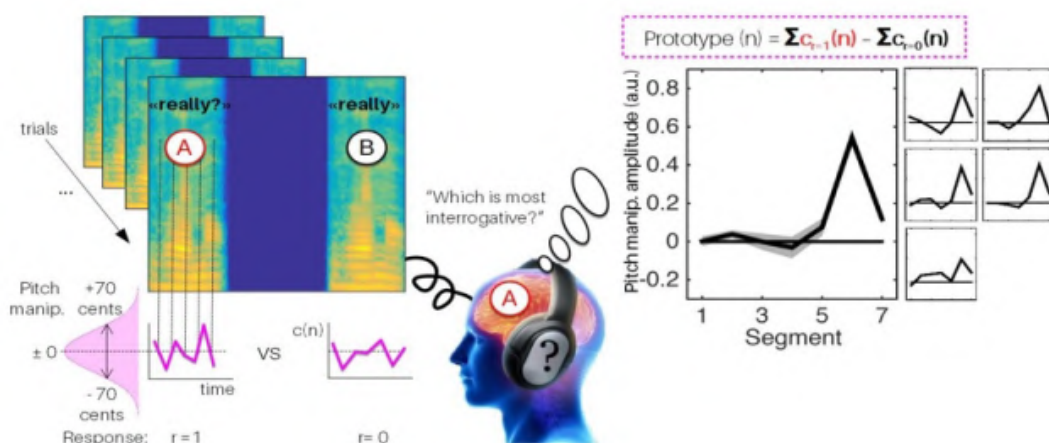 «really?»
«really»
A
B
trials
...
"Which is most
interrogative?"
A
?
Pitch
manip.
+70
cents
± 0
- 70
cents
time
VS
c(n)
Response:
r = 1
r= 0
Prototype (n) = Σc_{r=1}(n) - Σc_{r=0}(n)
Pitch manip. amplitude (a.u.)
0.8
0.6
0.4
0.2
0
-0.2
1
3
5
7
Segment